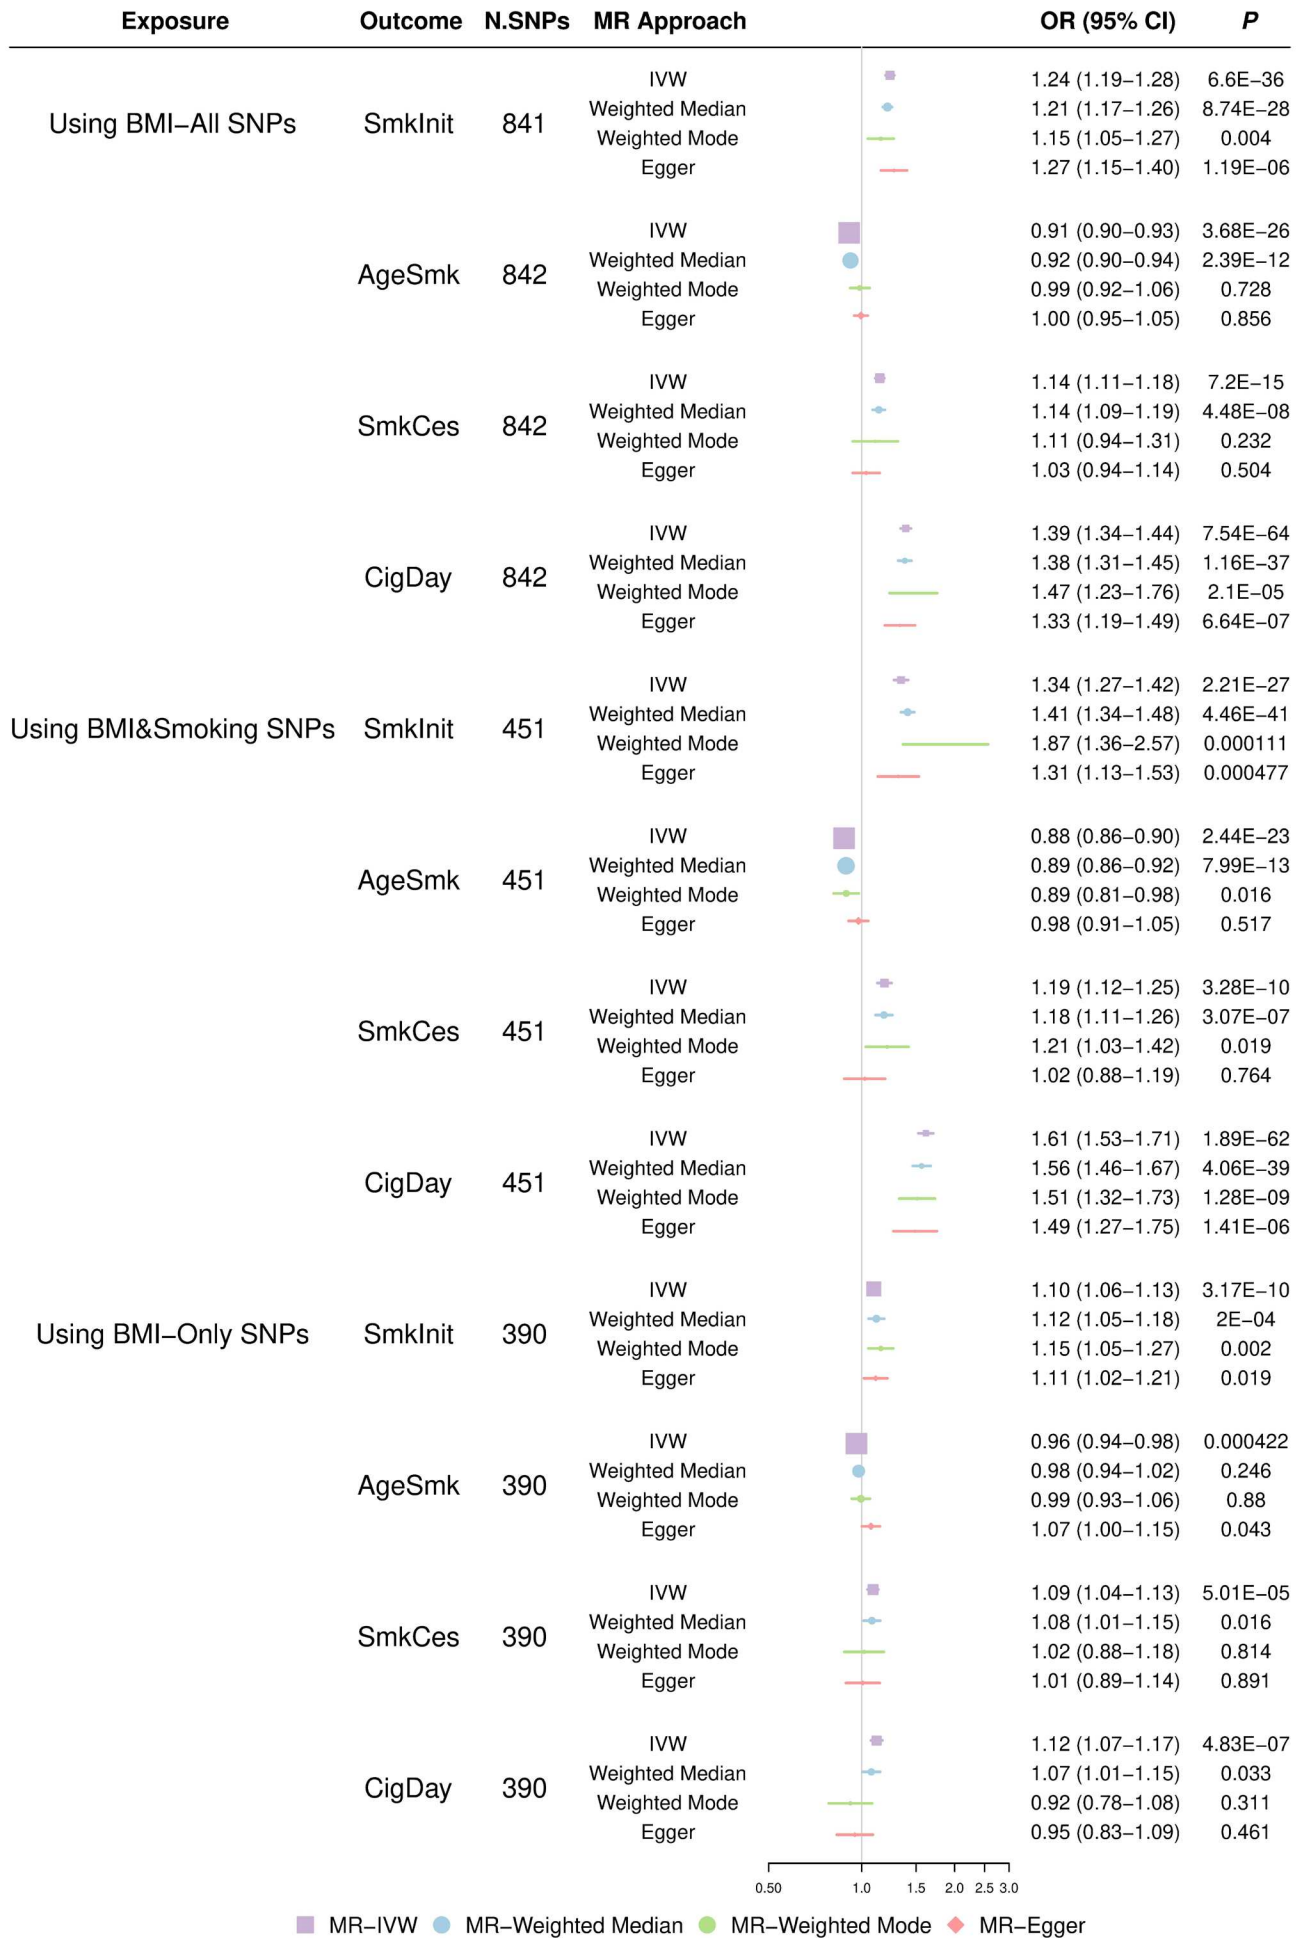 Exposure Outcome N.SNPs MR Approach OR (95% CI) P
IVW 1.24 (1.19–1.28) 6.6E−36
Weighted Median 1.21 (1.17–1.26) 8.74E−28
Using BMI−All SNPs SmkInit 841
Weighted Mode 1.15 (1.05–1.27) 0.004
Egger 1.27 (1.15–1.40) 1.19E−06
IVW 0.91 (0.90–0.93) 3.68E−26
Weighted Median 0.92 (0.90–0.94) 2.39E−12
AgeSmk 842
Weighted Mode 0.99 (0.92–1.06) 0.728
Egger 1.00 (0.95–1.05) 0.856
IVW 1.14 (1.11–1.18) 7.2E−15
Weighted Median 1.14 (1.09–1.19) 4.48E−08
SmkCes 842
Weighted Mode 1.11 (0.94–1.31) 0.232
Egger 1.03 (0.94–1.14) 0.504
IVW 1.39 (1.34–1.44) 7.54E−64
Weighted Median 1.38 (1.31–1.45) 1.16E−37
CigDay 842
Weighted Mode 1.47 (1.23–1.76) 2.1E−05
Egger 1.33 (1.19–1.49) 6.64E−07
IVW 1.34 (1.27–1.42) 2.21E−27
Weighted Median 1.41 (1.34–1.48) 4.46E−41
Using BMI&Smoking SNPs SmkInit 451
Weighted Mode 1.87 (1.36−2.57) 0.000111
Egger 1.31 (1.13–1.53) 0.000477
IVW 0.88 (0.86–0.90) 2.44E−23
Weighted Median 0.89 (0.86–0.92) 7.99E−13
AgeSmk 451
Weighted Mode 0.89 (0.81–0.98) 0.016
Egger 0.98 (0.91–1.05) 0.517
IVW 1.19 (1.12–1.25) 3.28E−10
Weighted Median 1.18 (1.11–1.26) 3.07E−07
SmkCes 451
Weighted Mode 1.21 (1.03–1.42) 0.019
Egger 1.02 (0.88–1.19) 0.764
IVW 1.61 (1.53–1.71) 1.89E−62
Weighted Median 1.56 (1.46–1.67) 4.06E−39
CigDay 451
Weighted Mode 1.51 (1.32–1.73) 1.28E−09
Egger 1.49 (1.27–1.75) 1.41E−06
IVW 1.10 (1.06–1.13) 3.17E−10
Weighted Median 1.12 (1.05–1.18) 2E−04
Using BMI−Only SNPs SmkInit 390
Weighted Mode 1.15 (1.05–1.27) 0.002
Egger 1.11 (1.02–1.21) 0.019
IVW 0.96 (0.94–0.98) 0.000422
Weighted Median 0.98 (0.94–1.02) 0.246
AgeSmk 390
Weighted Mode 0.99 (0.93–1.06) 0.88
Egger 1.07 (1.00–1.15) 0.043
IVW 1.09 (1.04–1.13) 5.01E−05
Weighted Median 1.08 (1.01–1.15) 0.016
SmkCes 390
Weighted Mode 1.02 (0.88–1.18) 0.814
Egger 1.01 (0.89–1.14) 0.891
IVW 1.12 (1.07–1.17) 4.83E−07
Weighted Median 1.07 (1.01–1.15) 0.033
CigDay 390
Weighted Mode 0.92 (0.78–1.08) 0.311
Egger 0.95 (0.83–1.09) 0.461
0.50 1.0 1.5 2.0 2.5 3.0
MR−IVW MR−Weighted Median MR−Weighted Mode MR−Egger